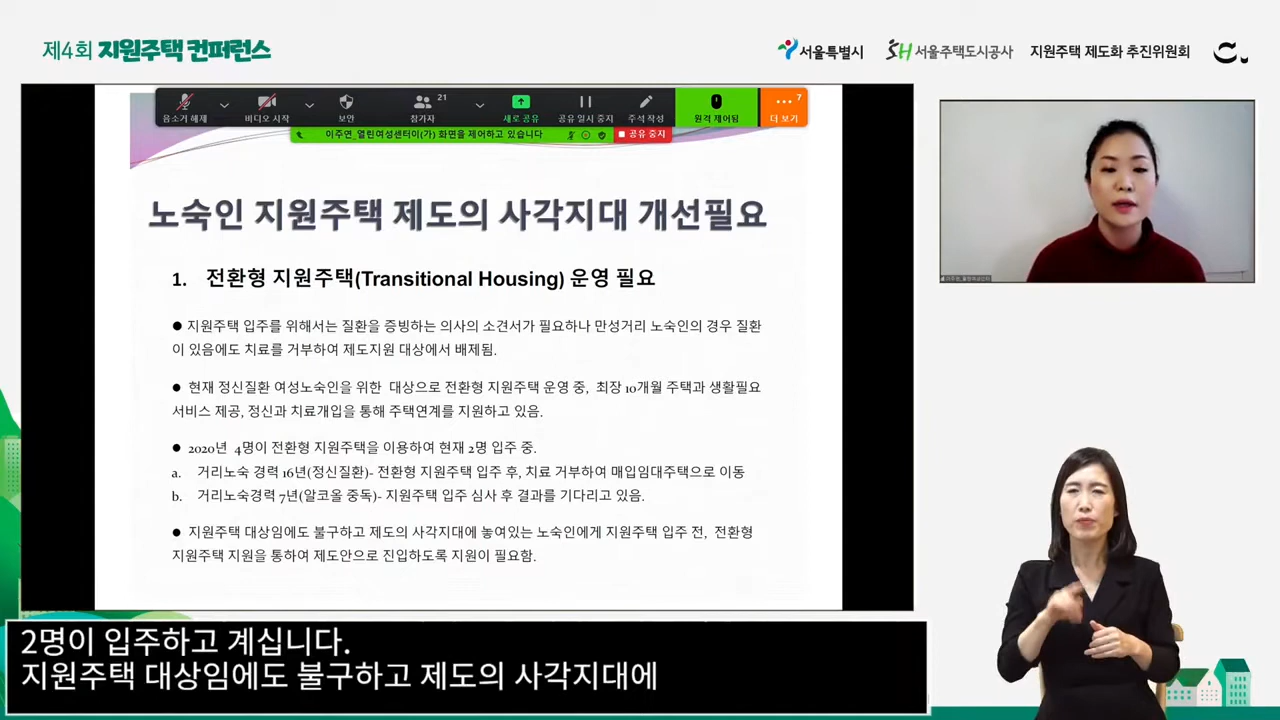 제4회 지원주택 컨퍼런스
서울특별시
SH 서울주택도시공사
지원주택 제도화 추진위원회
음소거 해제
비디오 시작
보안
21
참가자
새로 공유
공유 일시 중지
주석 작성
원격 제어됨
7
더 보기
이주연_열린여성센터이(가) 화면을 제어하고 있습니다
공유 중지
노숙인 지원주택 제도의 사각지대 개선필요
1. 전환형 지원주택(Transitional Housing) 운영 필요
● 지원주택 입주를 위해서는 질환을 증빙하는 의사의 소견서가 필요하나 만성거리 노숙인의 경우 질환
이 있음에도 치료를 거부하여 제도지원 대상에서 배제됨.
● 현재 정신질환 여성노숙인을 위한 대상으로 전환형 지원주택 운영 중, 최장 10개월 주택과 생활필요
서비스 제공, 정신과 치료개입을 통해 주택연계를 지원하고 있음.
● 2020년 4명이 전환형 지원주택을 이용하여 현재 2명 입주 중.
a. 거리노숙 경력 16년(정신질환)- 전환형 지원주택 입주 후, 치료 거부하여 매입임대주택으로 이동
b. 거리노숙경력 7년(알코올 중독)- 지원주택 입주 심사 후 결과를 기다리고 있음.
● 지원주택 대상임에도 불구하고 제도의 사각지대에 놓여있는 노숙인에게 지원주택 입주 전, 전환형
지원주택 지원을 통하여 제도안으로 진입하도록 지원이 필요함.
이주연_열린여성센터
2명이 입주하고 계십니다.
지원주택 대상임에도 불구하고 제도의 사각지대에